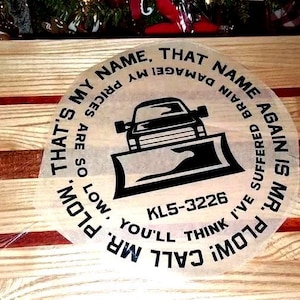 CALL MR. PLOW, THAT'S MY NAME, THAT NAME AGAIN IS MR. PLOW!
MY PRICES ARE SO LOW, YOU'LL THINK I'VE SUFFERED BRAIN DAMAGE!
KL5-3226